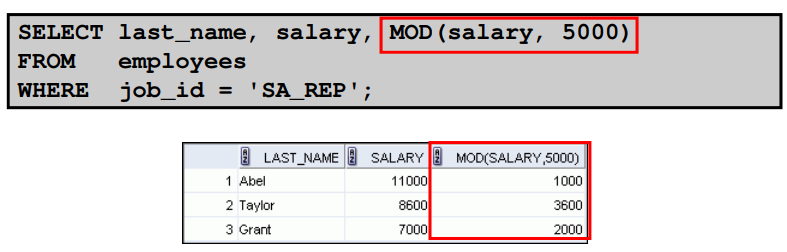 SELECT last_name, salary, MOD(salary, 5000)
FROM employees
WHERE job_id = 'SA_REP';
LAST_NAME SALARY MOD(SALARY,5000)
1 Abel 11000 1000
2 Taylor 8600 3600
3 Grant 7000 2000